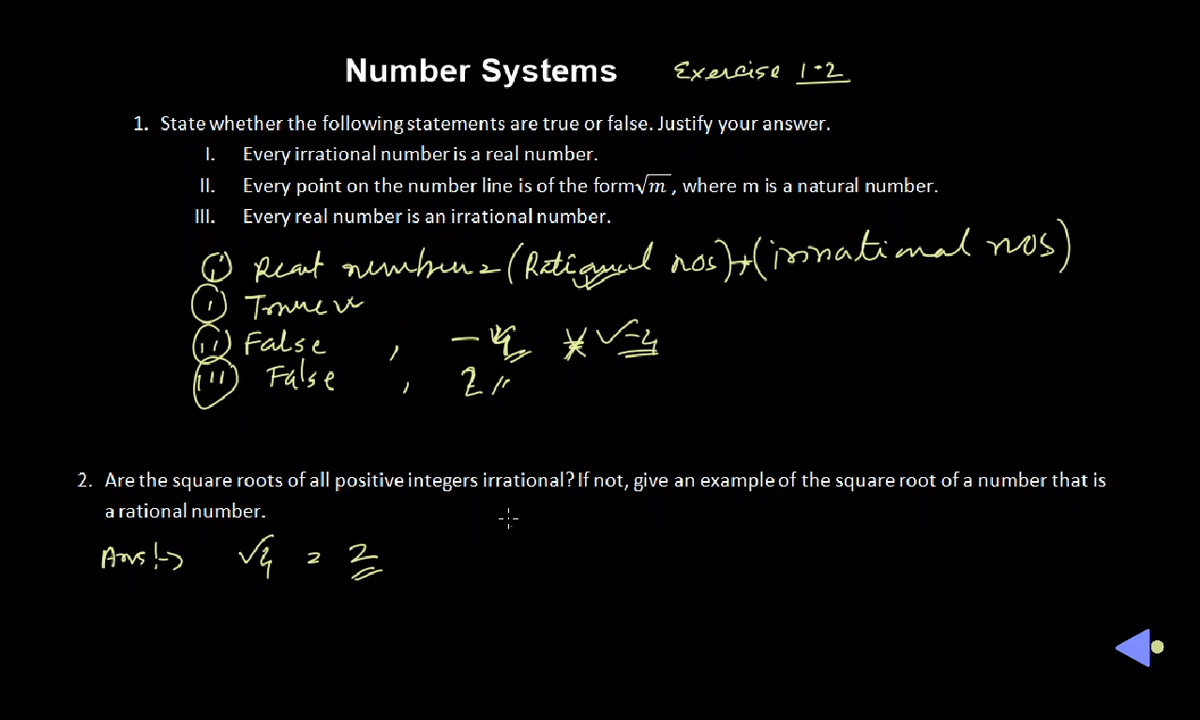 Number Systems Exercise 1.2
1. State whether the following statements are true or false. Justify your answer.
I. Every irrational number is a real number.
II. Every point on the number line is of the form √m, where m is a natural number.
III. Every real number is an irrational number.
(i) Real number = (Rational nos) + (irrational nos)
(i) True
(ii) False , -4 * √-4
(iii) False , 2 //
2. Are the square roots of all positive integers irrational? If not, give an example of the square root of a number that is
a rational number.
Ans :-> √4 = 2